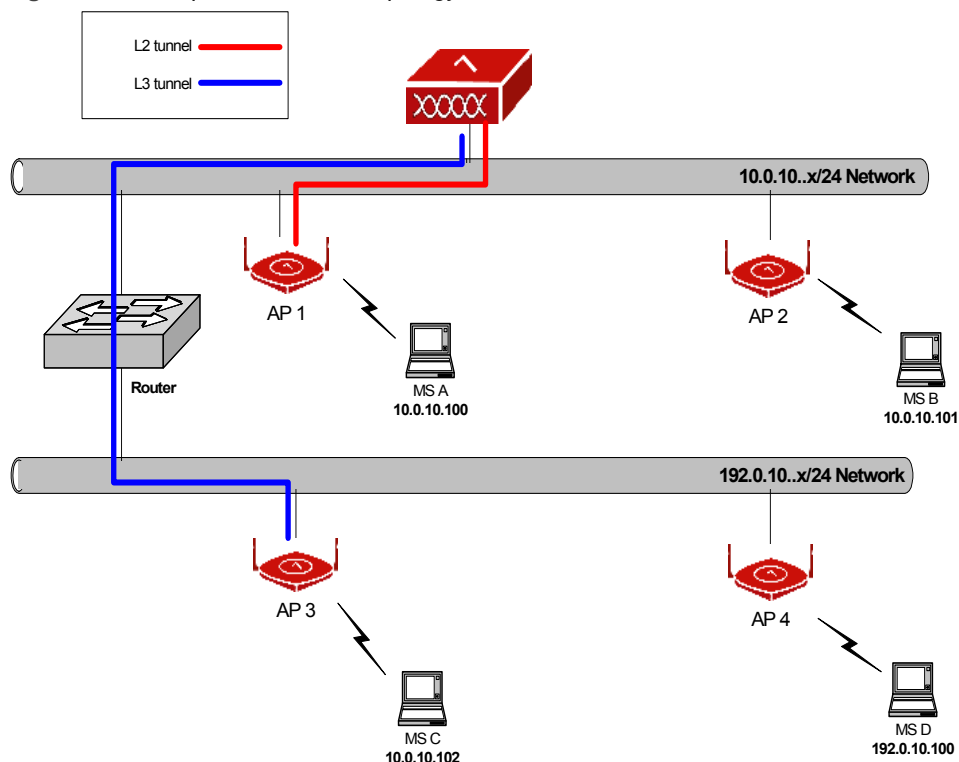 L2 tunnel
L3 tunnel
10.0.10..x/24 Network
AP 1
AP 2
MS A
10.0.10.100
MS B
10.0.10.101
Router
192.0.10..x/24 Network
AP 3
AP 4
MS C
10.0.10.102
MS D
192.0.10.100